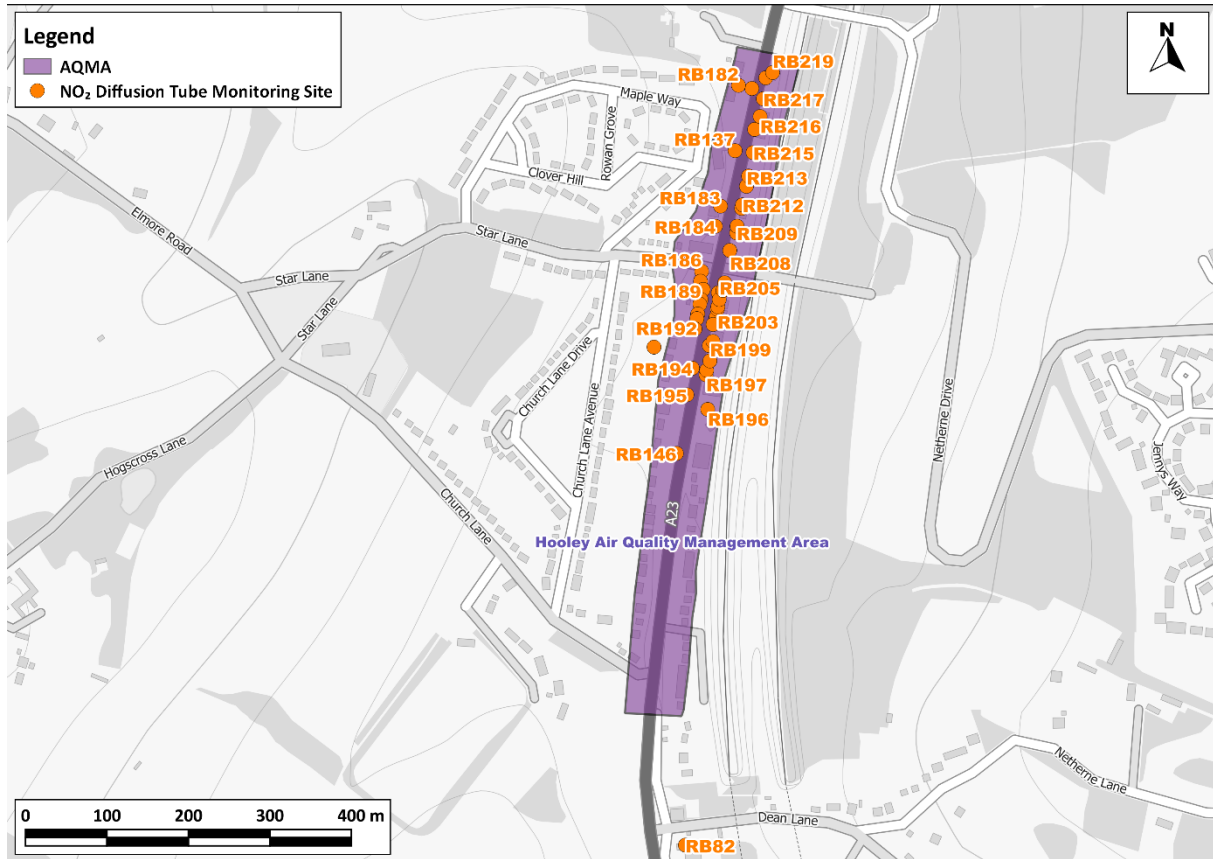 Legend
AQMA
NO₂ Diffusion Tube Monitoring Site
N
RB219
RB182
RB217
Maple Way
RB216
Rowan Grove
RB137
RB215
Clover Hill
RB213
RB183
RB212
Elmore Road
RB184
Star Lane
RB209
RB186
RB208
Star Lane
RB205
RB189
Star Lane
RB203
RB192
RB199
RB194
Church Lane Drive
RB197
RB195
Netherne Drive
RB196
Church Lane Avenue
Hogscross Lane
RB146
Jennys Way
Church Lane
A23
Hooley Air Quality Management Area
Netherne Lane
0 100 200 300 400 m
Dean Lane
RB82